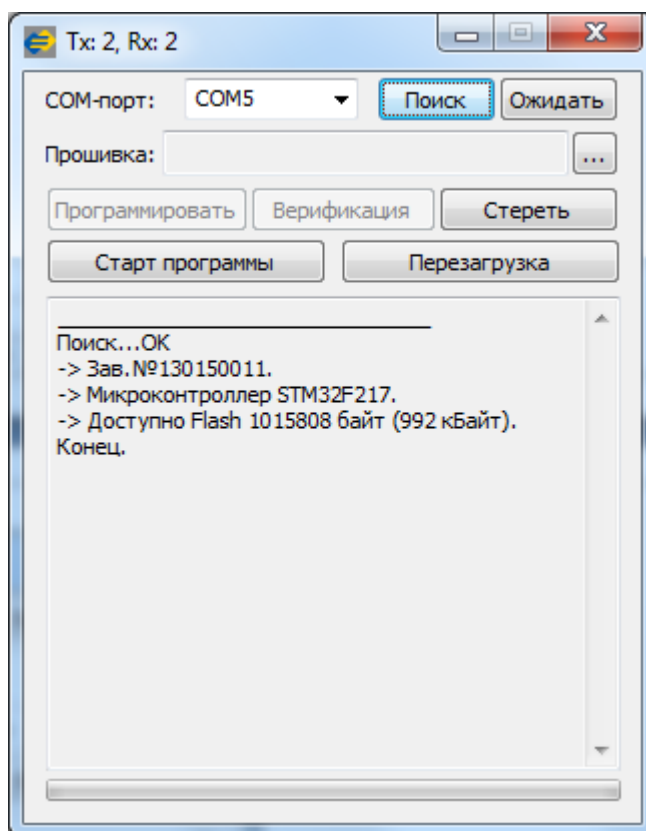 Tx: 2, Rx: 2
COM-порт: COM5 Поиск Ожидать
Прошивка: ...
Программировать Верификация Стереть
Старт программы Перезагрузка
Поиск...ОК
-> Зав.№130150011.
-> Микроконтроллер STM32F217.
-> Доступно Flash 1015808 байт (992 кБайт).
Конец.